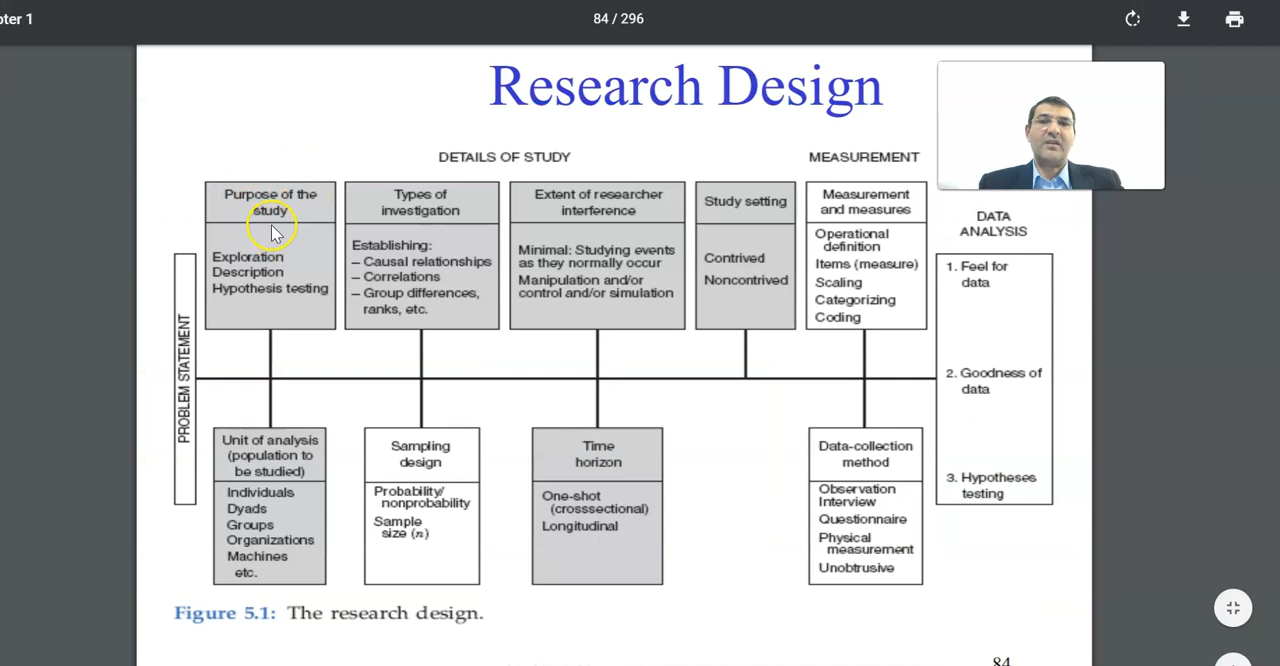 pter 1
84 / 296
Research Design
DETAILS OF STUDY
MEASUREMENT
Purpose of the
study
Exploration
Description
Hypothesis testing
Types of
investigation
Establishing:
– Causal relationships
– Correlations
– Group differences,
ranks, etc.
Extent of researcher
interference
Minimal: Studying events
as they normally occur
Manipulation and/or
control and/or simulation
Study setting
Contrived
Noncontrived
Measurement
and measures
Operational
definition
Items (measure)
Scaling
Categorizing
Coding
DATA
ANALYSIS
1. Feel for
data
2. Goodness of
data
3. Hypotheses
testing
PROBLEM STATEMENT
Unit of analysis
(population to
be studied)
Individuals
Dyads
Groups
Organizations
Machines
etc.
Sampling
design
Probability/
nonprobability
Sample
size (n)
Time
horizon
One-shot
(crosssectional)
Longitudinal
Data-collection
method
Observation
Interview
Questionnaire
Physical
measurement
Unobtrusive
Figure 5.1: The research design.
84